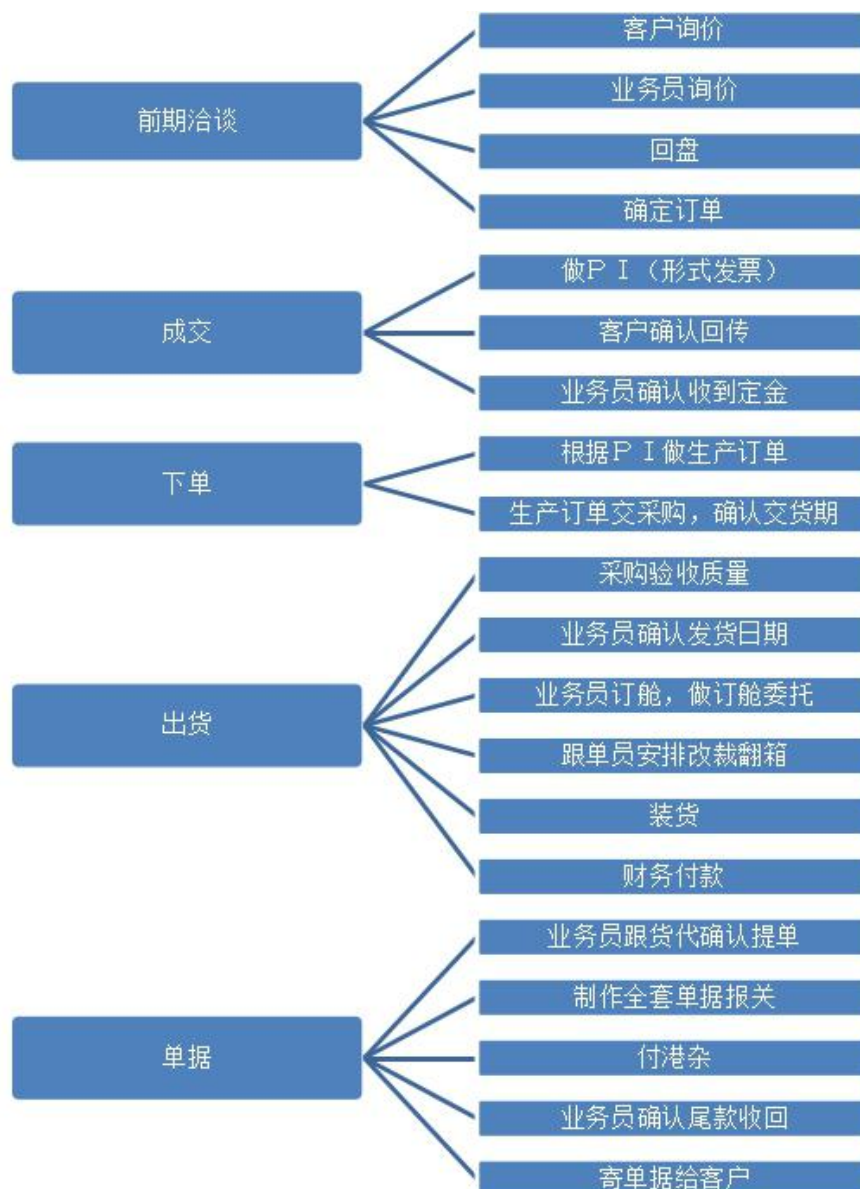 前期洽谈
客户询价
业务员询价
回盘
确定订单
成交
做ＰＩ（形式发票）
客户确认回传
业务员确认收到定金
下单
根据ＰＩ做生产订单
生产订单交采购，确认交货期
出货
采购验收质量
业务员确认发货日期
业务员订舱，做订舱委托
跟单员安排改裁翻箱
装货
财务付款
单据
业务员跟货代确认提单
制作全套单据报关
付港杂
业务员确认尾款收回
寄单据给客户